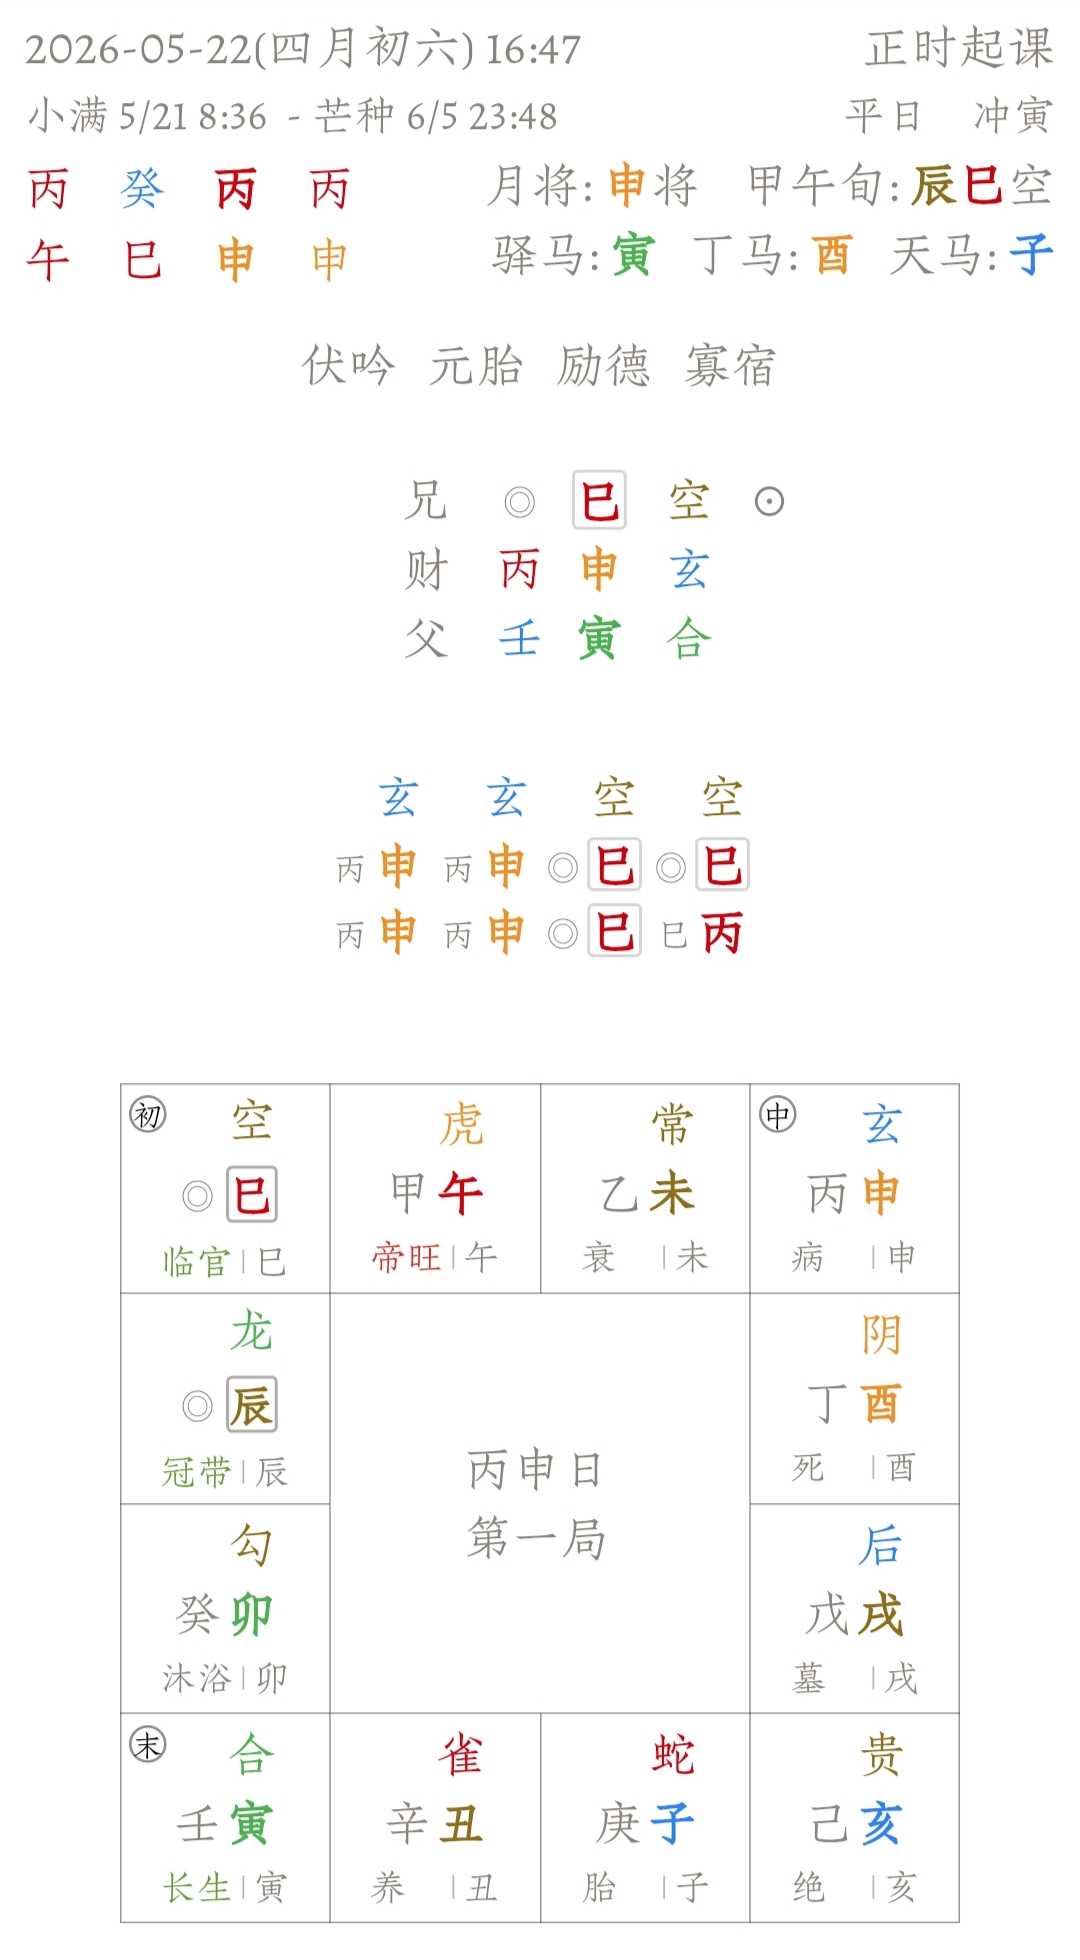 2026-05-22(四月初六) 16:47 正时起课
小满 5/21 8:36 - 芒种 6/5 23:48 平日 冲寅
丙 癸 丙 丙 月将:申将 甲午旬:辰巳空
午 巳 申 申 驿马:寅 丁马:酉 天马:子
伏吟 元胎 励德 寡宿
兄 ◎ 巳 空 ⊙
财 丙 申 玄
父 壬 寅 合
玄 玄 空 空
丙 申 丙 申 ◎ 巳 ◎ 巳
丙 申 丙 申 ◎ 巳 巳 丙
初 空 虎 常 中 玄
◎ 巳 甲 午 乙 未 丙 申
临官|巳 帝旺|午 衰|未 病|申
龙 阴
◎ 辰 丁 酉
冠带|辰 死|酉
丙申日
第一局
勾 后
癸 卯 戊 戌
沐浴|卯 墓|戌
末 合 雀 蛇 贵
壬 寅 辛 丑 庚 子 己 亥
长生|寅 养|丑 胎|子 绝|亥